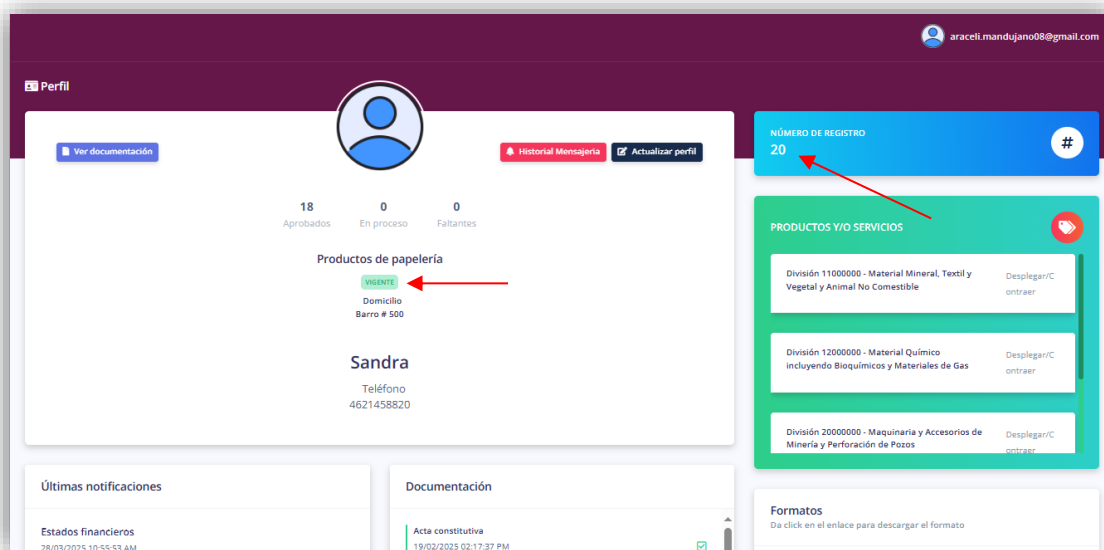 araceli.mandujano08@gmail.com
Perfil
Ver documentación
Historial Mensajeria
Actualizar perfil
18
0
0
Aprobados
En proceso
Faltantes
Productos de papelería
VIGENTE
Domicilio
Barro # 500
Sandra
Teléfono
4621458820
NÚMERO DE REGISTRO
20
#
PRODUCTOS Y/O SERVICIOS
División 11000000 - Material Mineral, Textil y
Vegetal y Animal No Comestible
Desplegar/C
ontraer
División 12000000 - Material Químico
incluyendo Bioquímicos y Materiales de Gas
Desplegar/C
ontraer
División 20000000 - Maquinaria y Accesorios de
Minería y Perforación de Pozos
Desplegar/C
ontraer
Últimas notificaciones
Estados financieros
28/03/2025 10:55:53 AM
Documentación
Acta constitutiva
19/02/2025 02:17:37 PM
Formatos
Da click en el enlace para descargar el formato